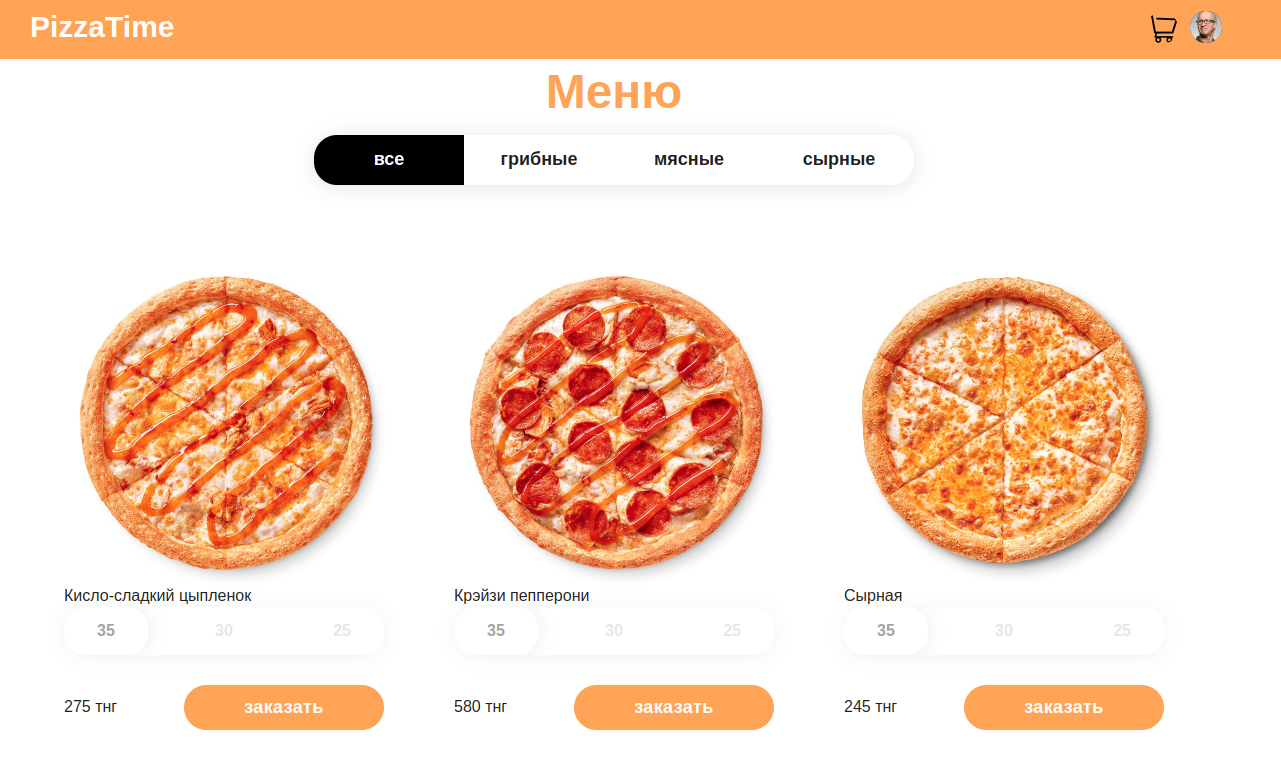 PizzaTime
Меню
все грибные мясные сырные
Кисло-сладкий цыпленок
35 30 25
275 тнг заказать
Крэйзи пепперони
35 30 25
580 тнг заказать
Сырная
35 30 25
245 тнг заказать